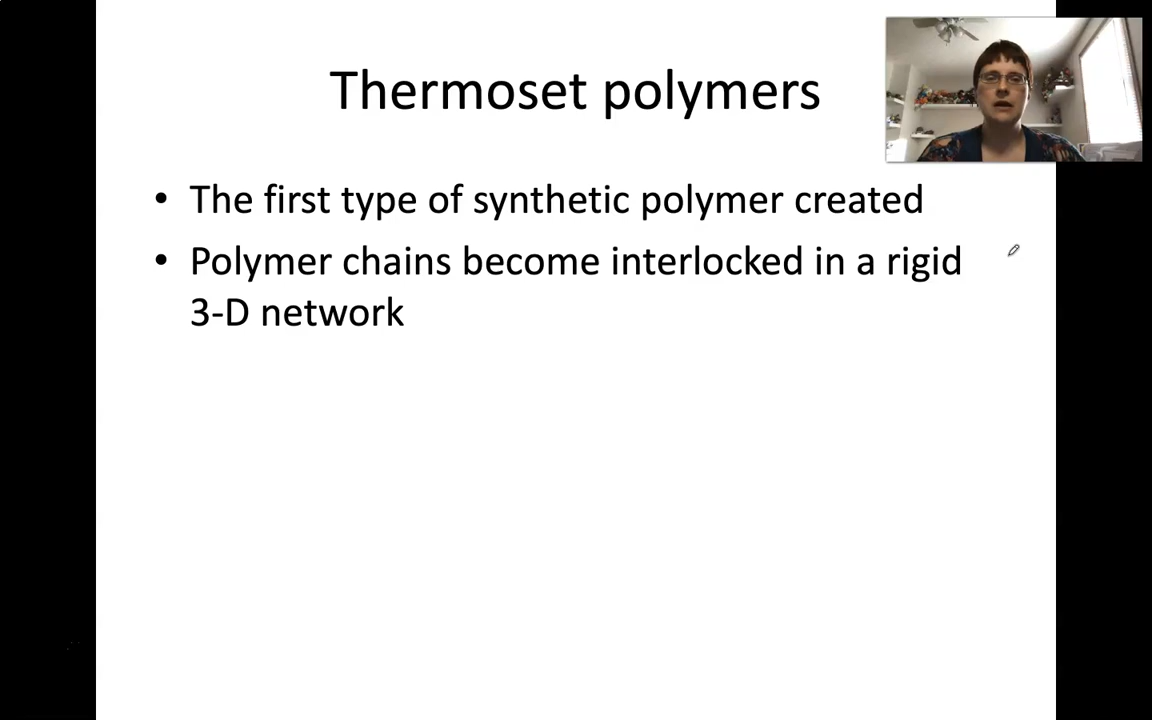 Thermoset polymers
• The first type of synthetic polymer created
• Polymer chains become interlocked in a rigid
3-D network